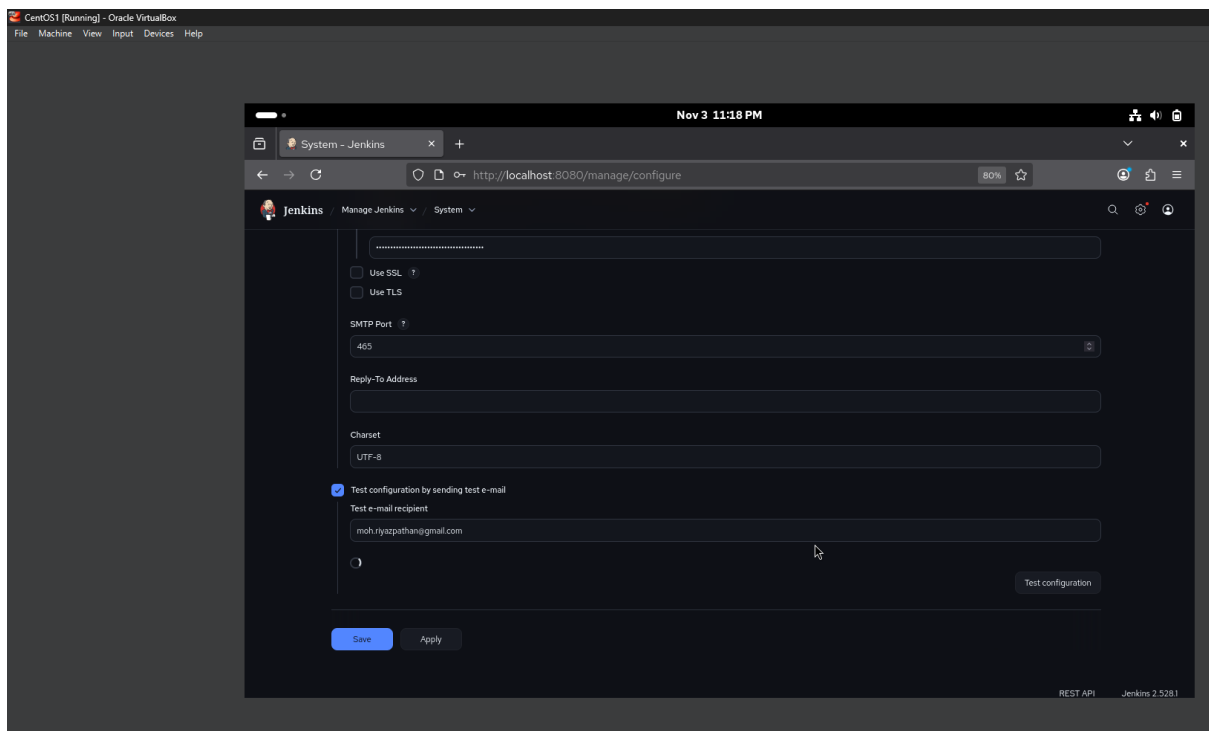 CentOS1 [Running] - Oracle VirtualBox
File Machine View Input Devices Help
Nov 3 11:18 PM
System - Jenkins
http://localhost:8080/manage/configure
80%
Jenkins / Manage Jenkins / System
••••••••••••••••••••••••••••••••••••••
Use SSL ?
Use TLS
SMTP Port ?
465
Reply-To Address
Charset
UTF-8
Test configuration by sending test e-mail
Test e-mail recipient
moh.riyazpathan@gmail.com
Test configuration
Save Apply
REST API Jenkins 2.528.1